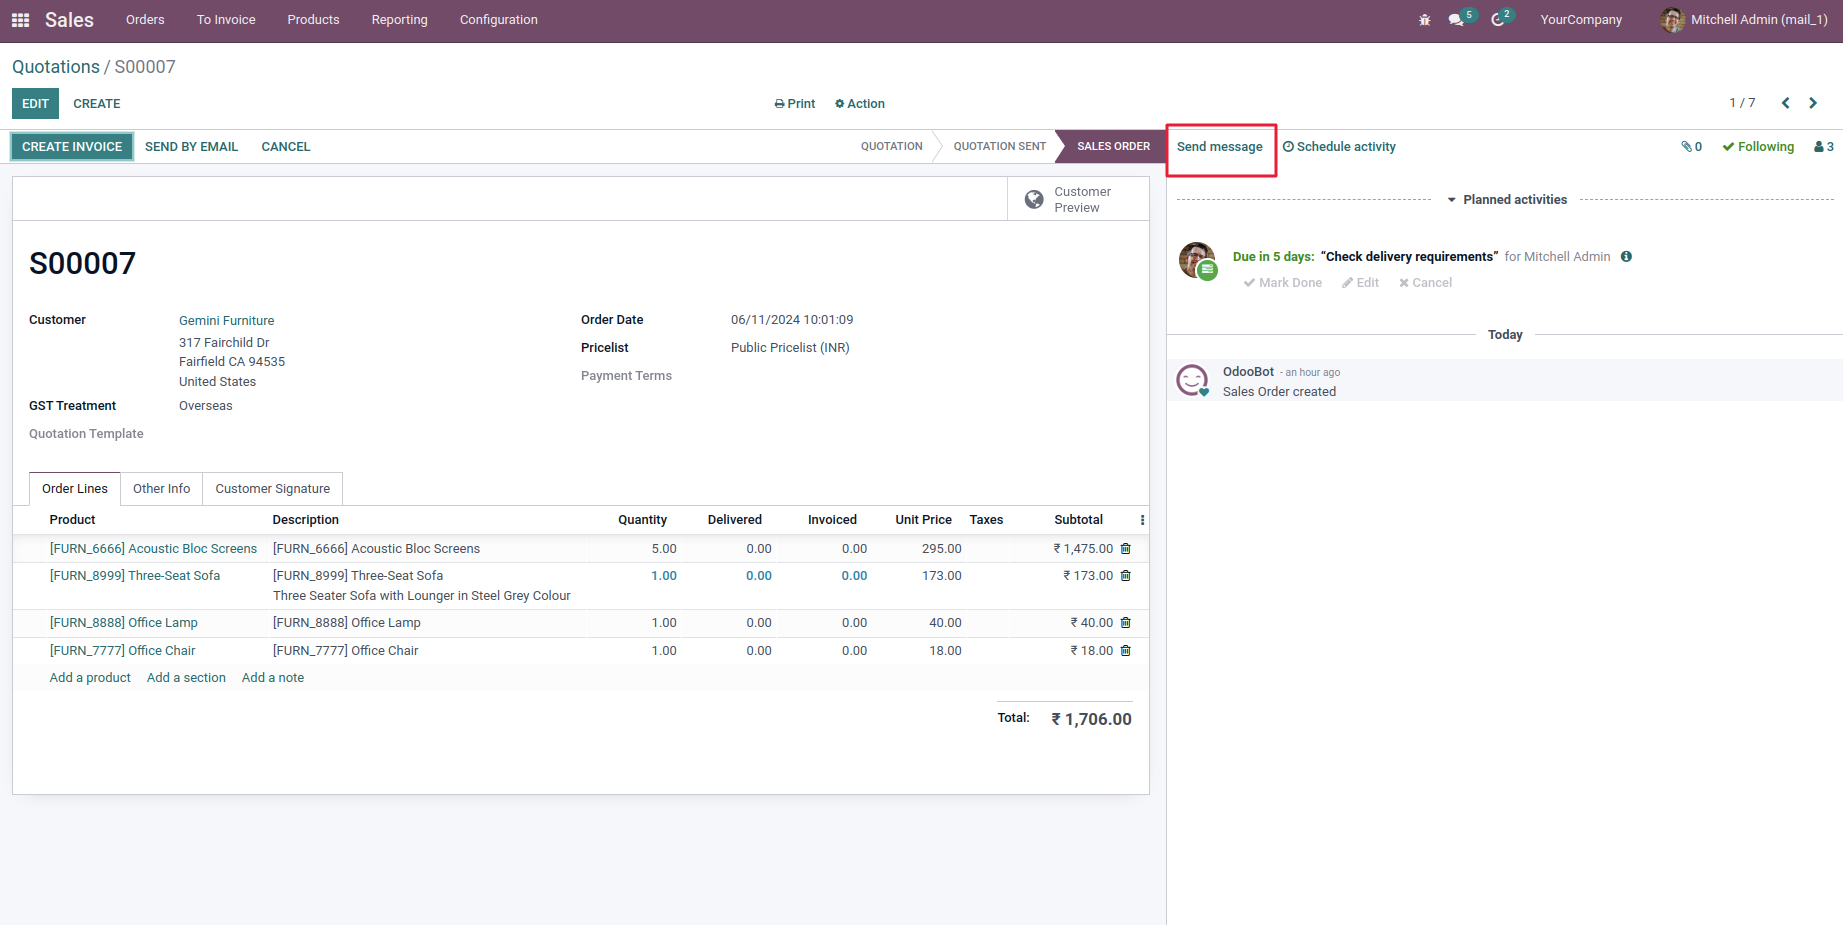 Sales Orders To Invoice Products Reporting Configuration 5 2 YourCompany Mitchell Admin (mail_1)
Quotations / S00007
EDIT CREATE Print Action 1 / 7
CREATE INVOICE SEND BY EMAIL CANCEL QUOTATION QUOTATION SENT SALES ORDER Send message Schedule activity 0 Following 3
Customer
Preview
Planned activities
S00007
Due in 5 days: “Check delivery requirements” for Mitchell Admin
Mark Done Edit Cancel
Customer Gemini Furniture
317 Fairchild Dr
Fairfield CA 94535
United States
GST Treatment Overseas
Quotation Template
Order Date 06/11/2024 10:01:09
Pricelist Public Pricelist (INR)
Payment Terms
Today
OdooBot - an hour ago
Sales Order created
Order Lines Other Info Customer Signature
Product Description Quantity Delivered Invoiced Unit Price Taxes Subtotal
[FURN_6666] Acoustic Bloc Screens [FURN_6666] Acoustic Bloc Screens 5.00 0.00 0.00 295.00 ₹ 1,475.00
[FURN_8999] Three-Seat Sofa [FURN_8999] Three-Seat Sofa 1.00 0.00 0.00 173.00 ₹ 173.00
Three Seater Sofa with Lounger in Steel Grey Colour
[FURN_8888] Office Lamp [FURN_8888] Office Lamp 1.00 0.00 0.00 40.00 ₹ 40.00
[FURN_7777] Office Chair [FURN_7777] Office Chair 1.00 0.00 0.00 18.00 ₹ 18.00
Add a product Add a section Add a note
Total: ₹ 1,706.00